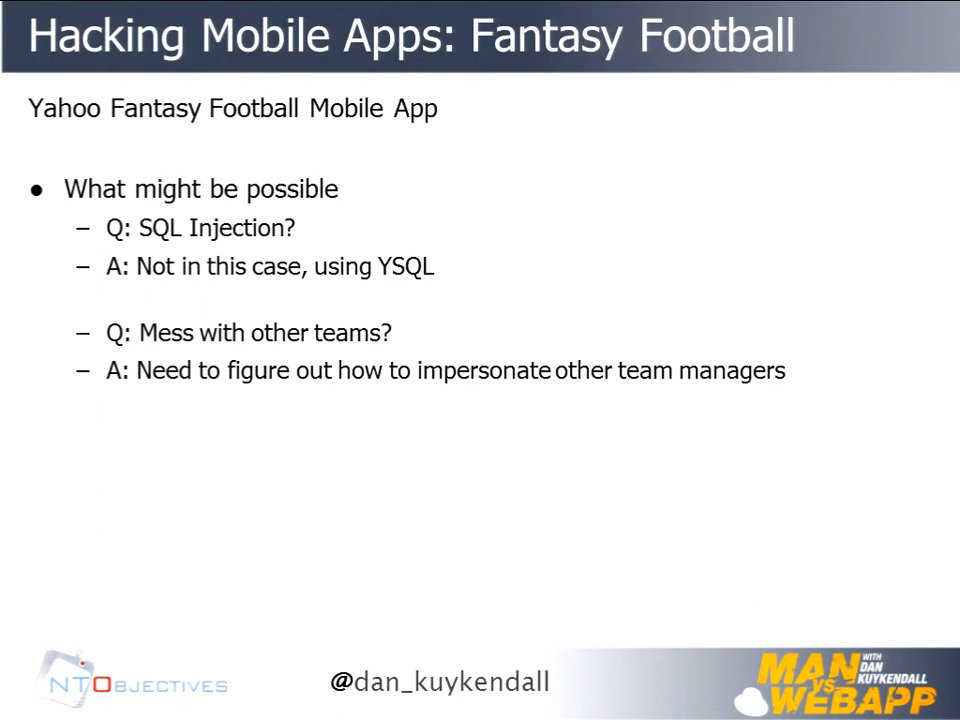 Hacking Mobile Apps: Fantasy Football
Yahoo Fantasy Football Mobile App
● What might be possible
– Q: SQL Injection?
– A: Not in this case, using YSQL
– Q: Mess with other teams?
– A: Need to figure out how to impersonate other team managers
NTOBJECTIVES
@dan_kuykendall
MAN VS WEBAPP
WITH DAN KUYKENDALL